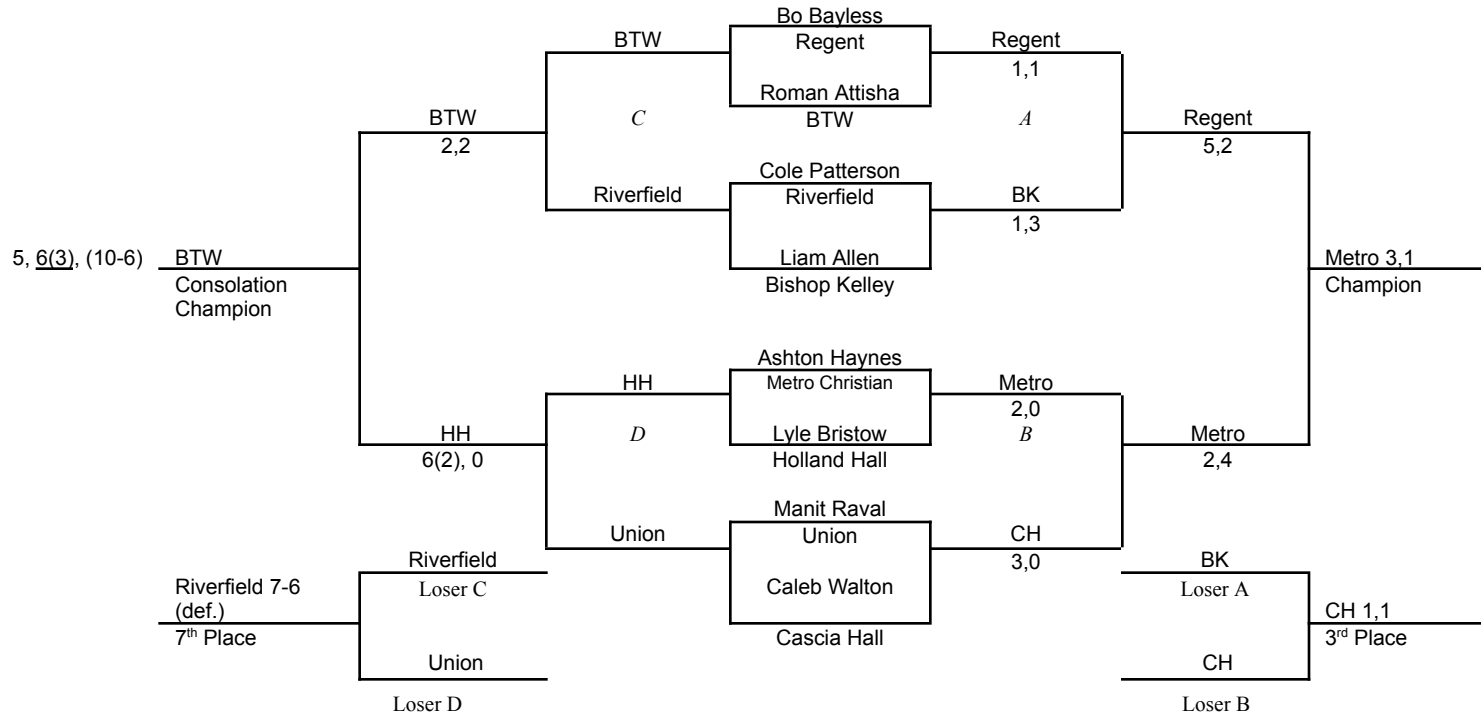 Bo Bayless
BTW
Regent
Regent
1,1
Roman Attisha
BTW
C
BTW
A
Regent
2,2
5,2
Cole Patterson
Riverfield
Riverfield
BK
1,3
5, 6(3), (10-6)
BTW
Liam Allen
Metro 3,1
Consolation
Champion
Bishop Kelley
Champion
Ashton Haynes
HH
Metro Christian
Metro
2,0
HH
D
Lyle Bristow
B
Metro
6(2), 0
Holland Hall
2,4
Manit Raval
Union
Union
CH
3,0
Riverfield
BK
Riverfield 7-6
(def.)
Loser C
Caleb Walton
Loser A
CH 1,1
7th Place
Cascia Hall
3rd Place
Union
CH
Loser D
Loser B